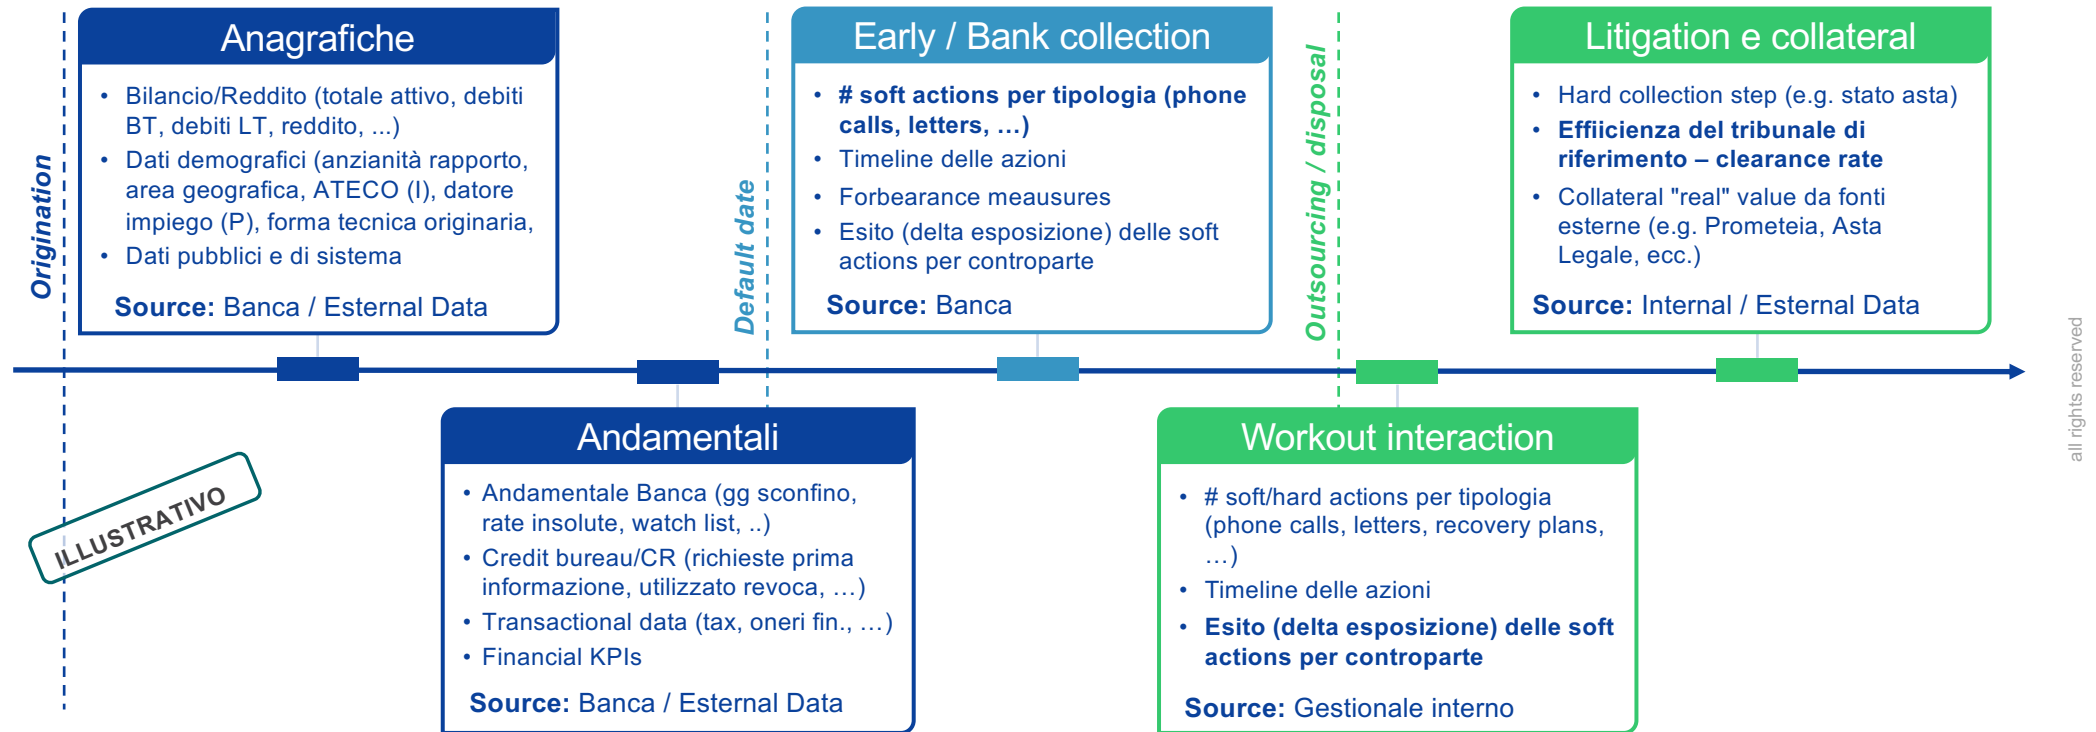 Origination
Anagrafiche
• Bilancio/Reddito (totale attivo, debiti
BT, debiti LT, reddito, ...)
• Dati demografici (anzianità rapporto,
area geografica, ATECO (I), datore
impiego (P), forma tecnica originaria,
• Dati pubblici e di sistema
Source: Banca / Esternal Data
Default date
Early / Bank collection
• # soft actions per tipologia (phone
calls, letters, …)
• Timeline delle azioni
• Forbearance meausures
• Esito (delta esposizione) delle soft
actions per controparte
Source: Banca
Outsourcing / disposal
Litigation e collateral
• Hard collection step (e.g. stato asta)
• Effiicienza del tribunale di
riferimento – clearance rate
• Collateral "real" value da fonti
esterne (e.g. Prometeia, Asta
Legale, ecc.)
Source: Internal / Esternal Data
all rights reserved
ILLUSTRATIVO
Andamentali
• Andamentale Banca (gg sconfino,
rate insolute, watch list, ..)
• Credit bureau/CR (richieste prima
informazione, utilizzato revoca, …)
• Transactional data (tax, oneri fin., …)
• Financial KPIs
Source: Banca / Esternal Data
Workout interaction
• # soft/hard actions per tipologia
(phone calls, letters, recovery plans,
…)
• Timeline delle azioni
• Esito (delta esposizione) delle soft
actions per controparte
Source: Gestionale interno